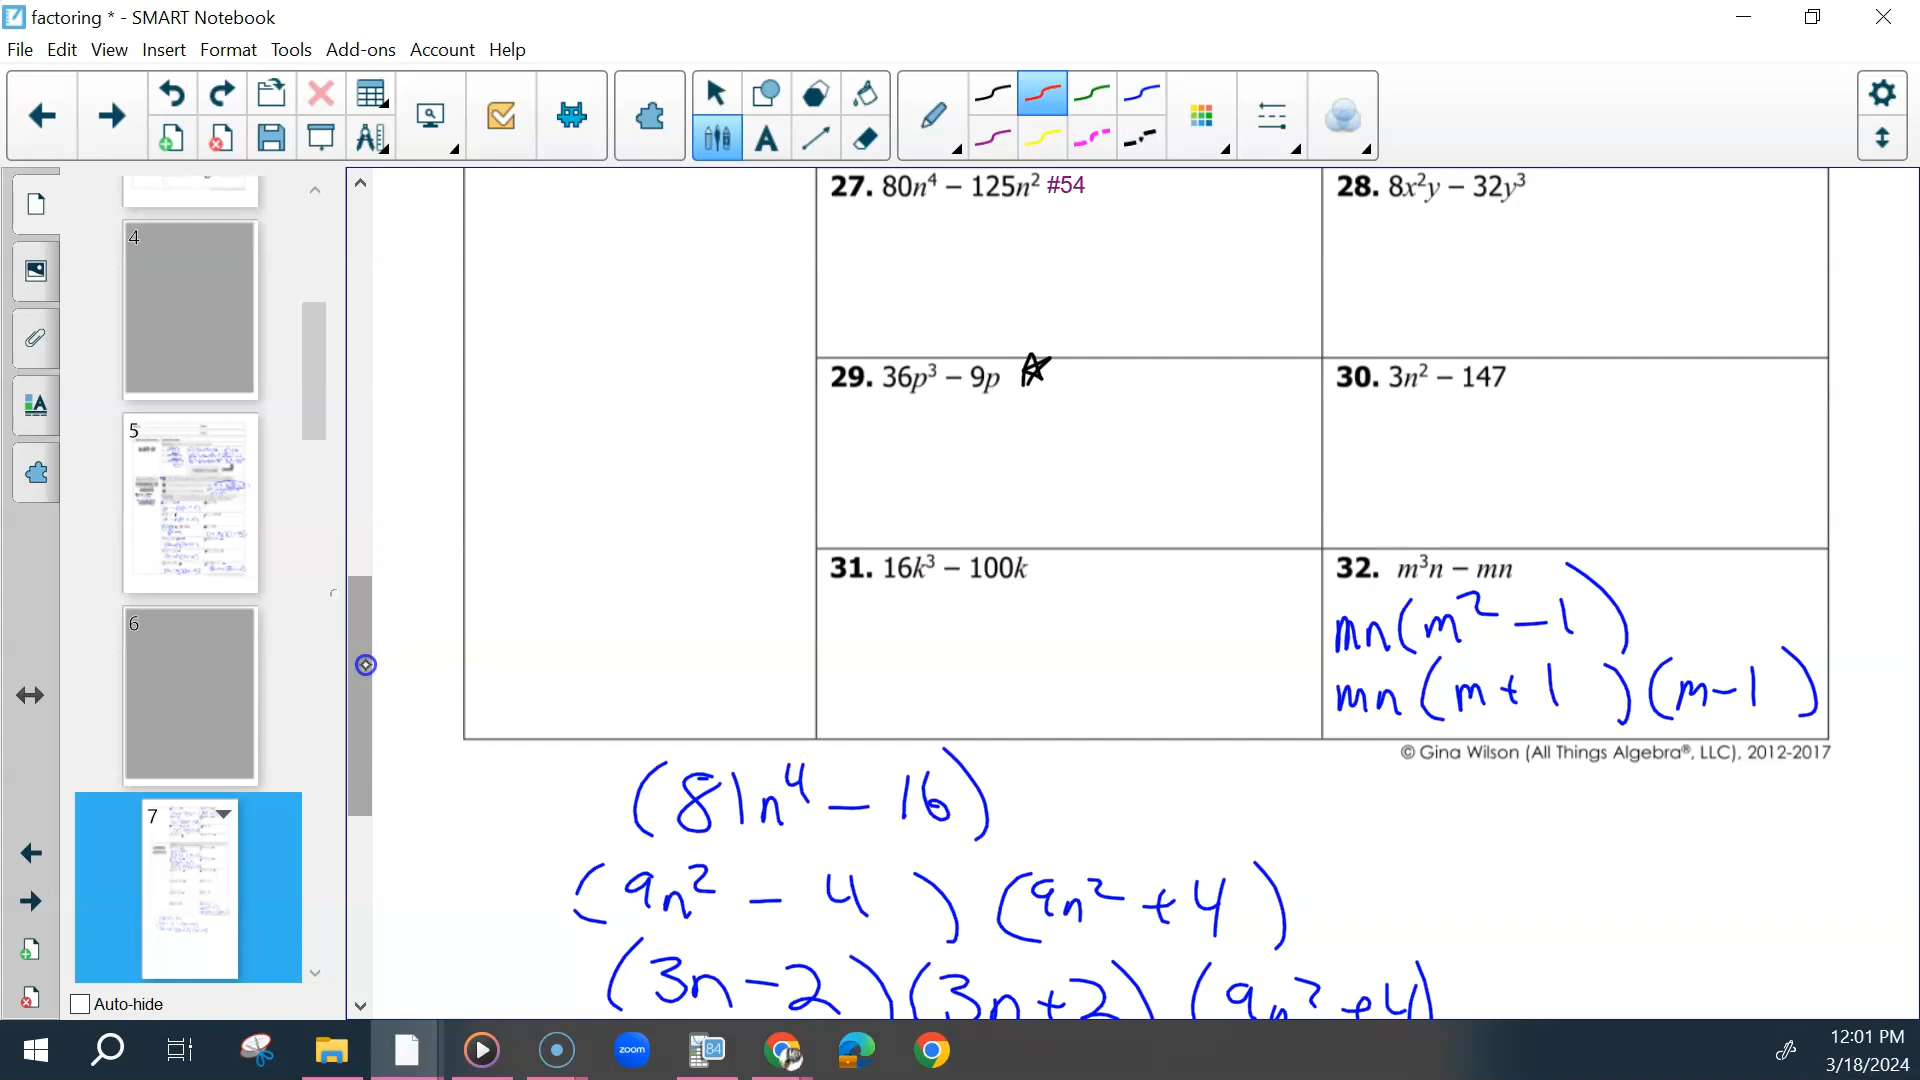 factoring * - SMART Notebook
File Edit View Insert Format Tools Add-ons Account Help
4
5
6
7
Auto-hide
27. 80n⁴ – 125n² #54
28. 8x²y – 32y³
29. 36p³ – 9p
30. 3n² – 147
31. 16k³ – 100k
32. m³n – mn
mn(m² – 1)
mn(m + 1)(m – 1)
© Gina Wilson (All Things Algebra®, LLC), 2012-2017
(81n⁴ – 16)
(9n² – 4)(9n² + 4)
(3n – 2)(3n + 2)(9n² + 4)
zoom
84
12:01 PM
3/18/2024